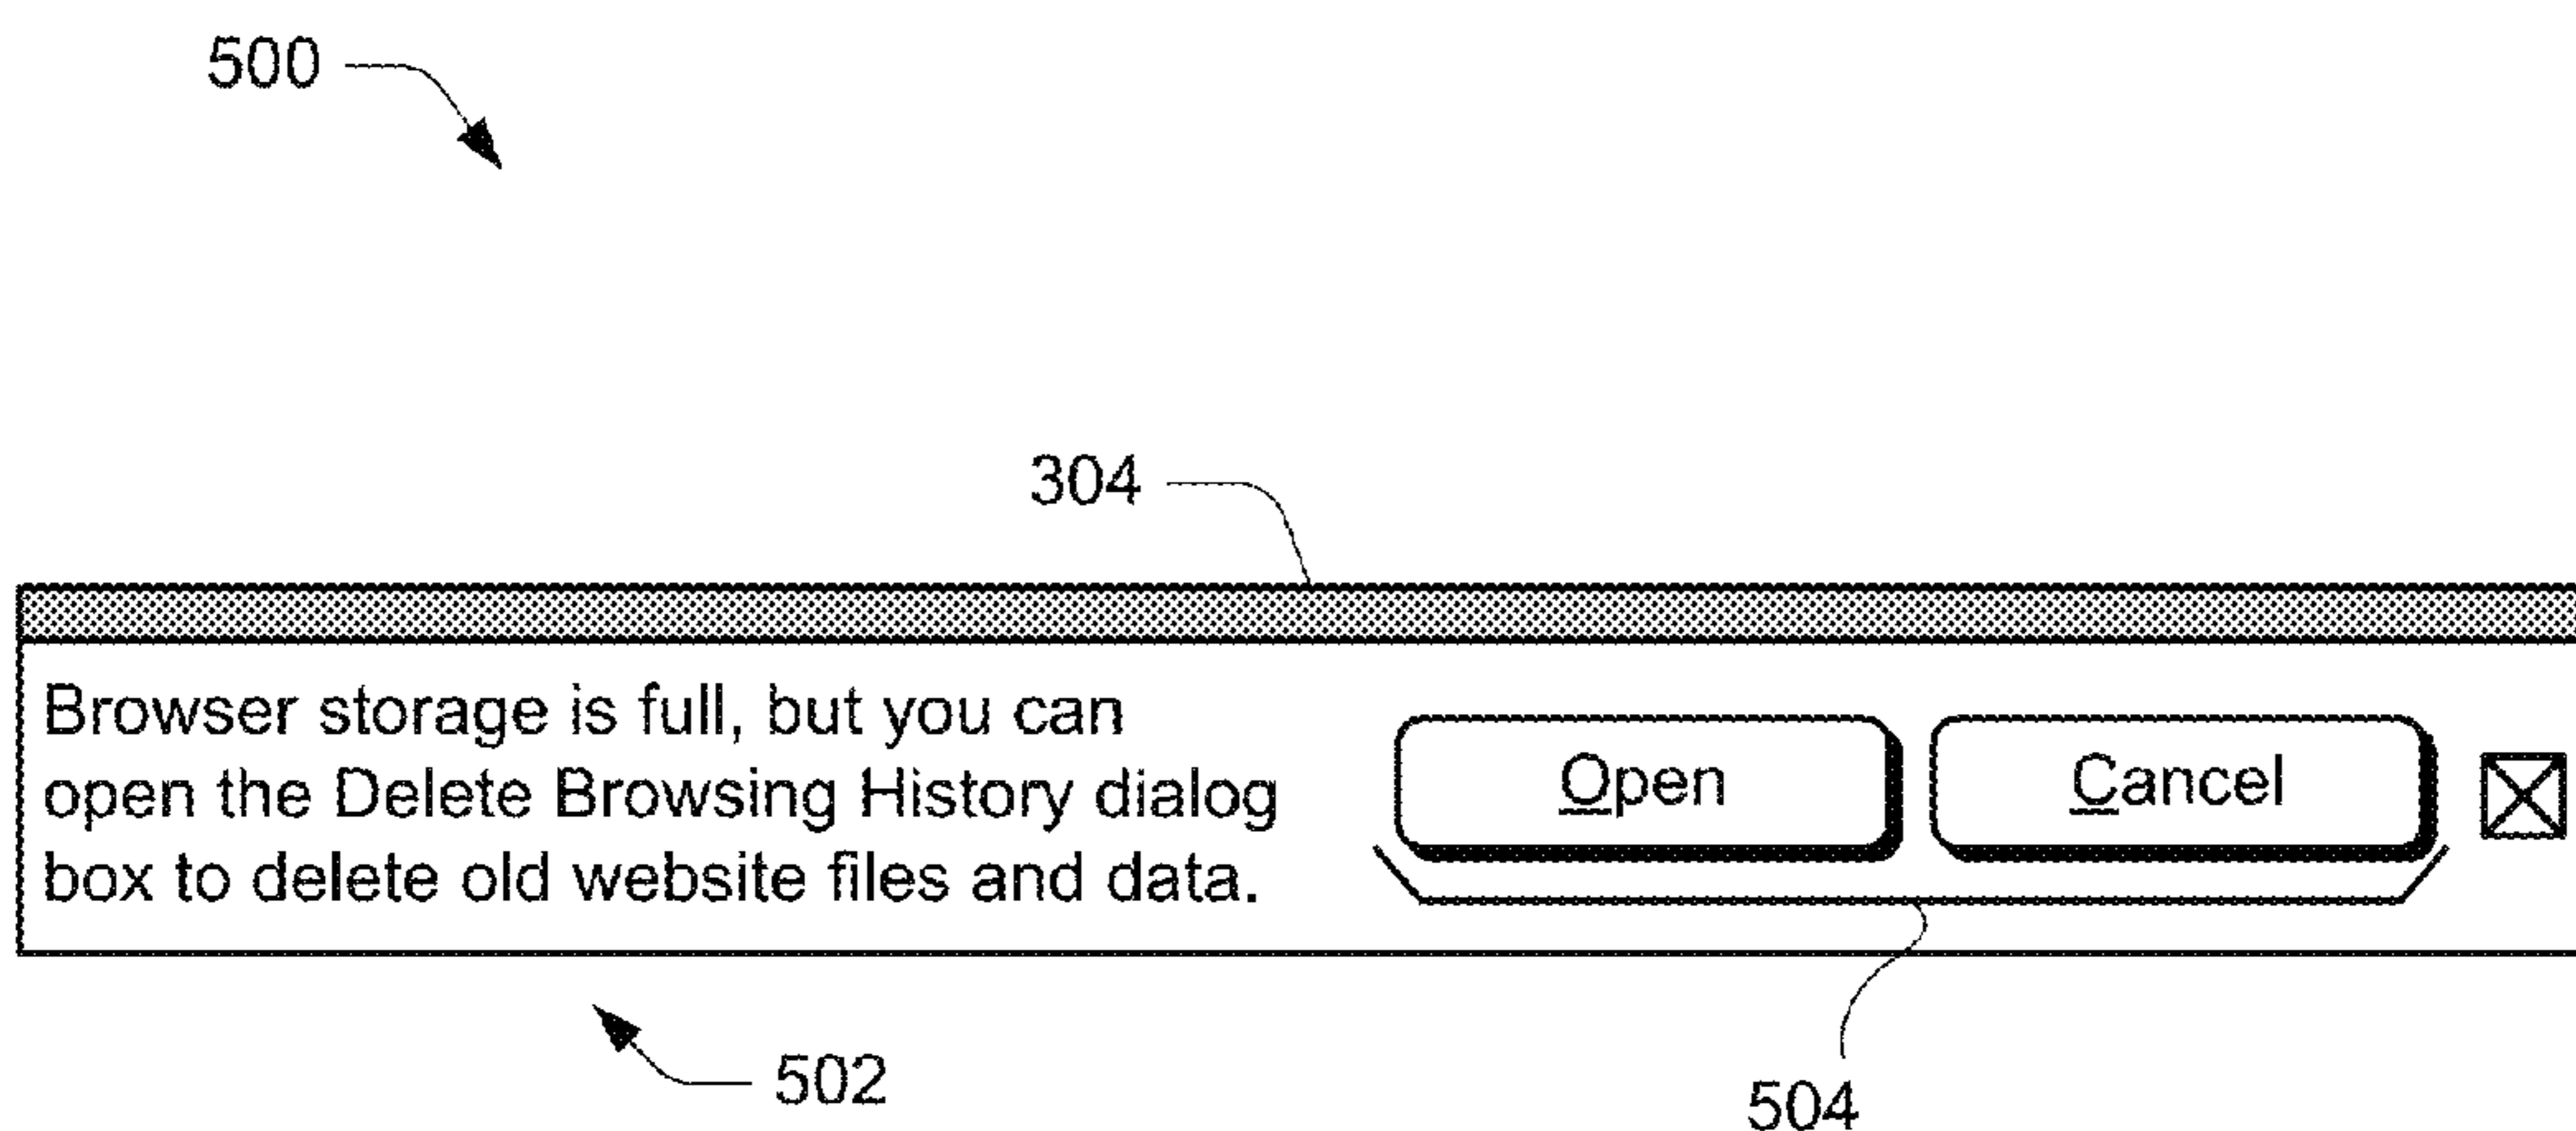 500
304
Browser storage is full, but you can
open the Delete Browsing History dialog
box to delete old website files and data.
Open
Cancel
502
504